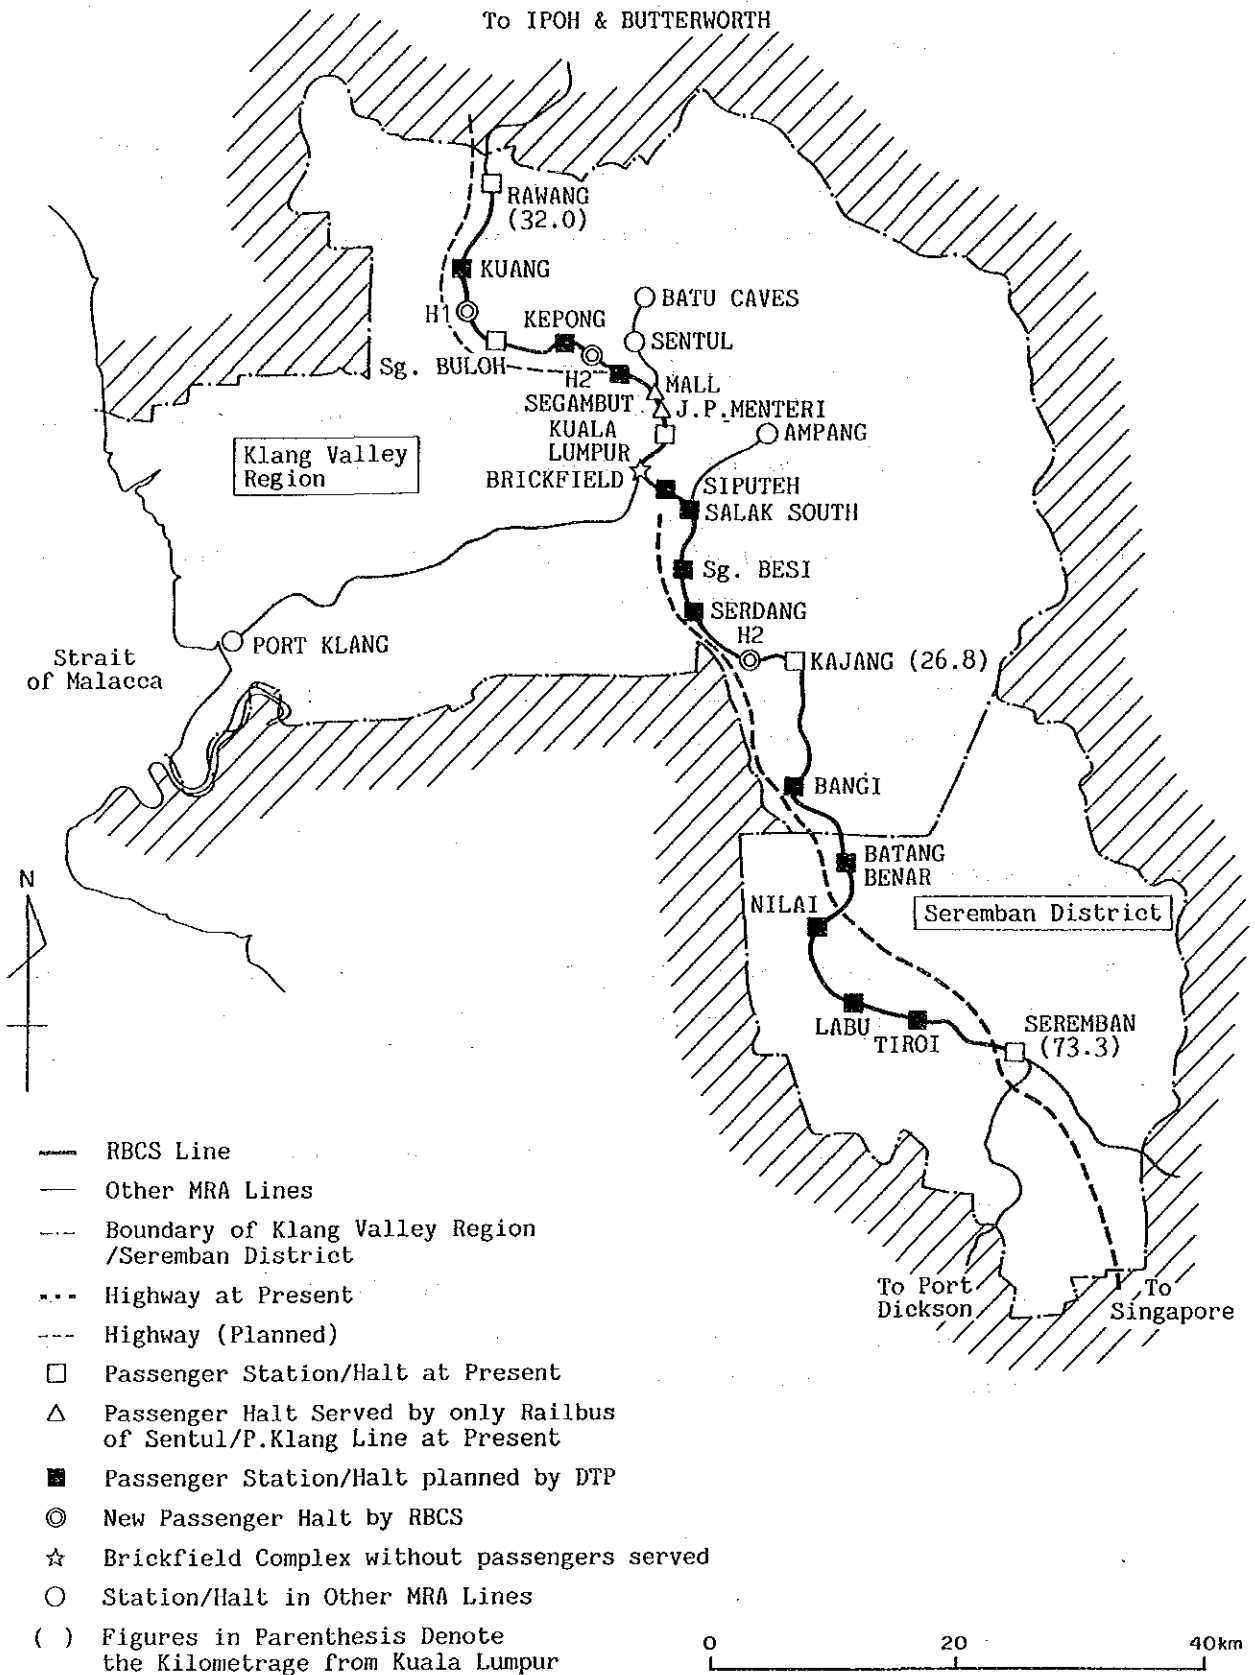 To IPOH & BUTTERWORTH
RAWANG
(32.0)
KUANG
H1
BATU CAVES
KEPONG
SENTUL
Sg. BULOH
H2
MALL
SEGAMBUT
J.P.MENTERI
KUALA
LUMPUR
AMPANG
Klang Valley
Region
BRICKFIELD
SIPUTEH
SALAK SOUTH
Sg. BESI
SERDANG
H2
PORT KLANG
KAJANG (26.8)
Strait
of Malacca
BANGI
BATANG
BENAR
N
NILAI
Seremban District
LABU
TIROI
SEREMBAN
(73.3)
RBCS Line
Other MRA Lines
Boundary of Klang Valley Region
/Seremban District
To Port
Dickson
To
Singapore
Highway at Present
Highway (Planned)
Passenger Station/Halt at Present
Passenger Halt Served by only Railbus
of Sentul/P.Klang Line at Present
Passenger Station/Halt planned by DTP
New Passenger Halt by RBCS
Brickfield Complex without passengers served
Station/Halt in Other MRA Lines
( ) Figures in Parenthesis Denote
the Kilometrage from Kuala Lumpur
0 20 40km